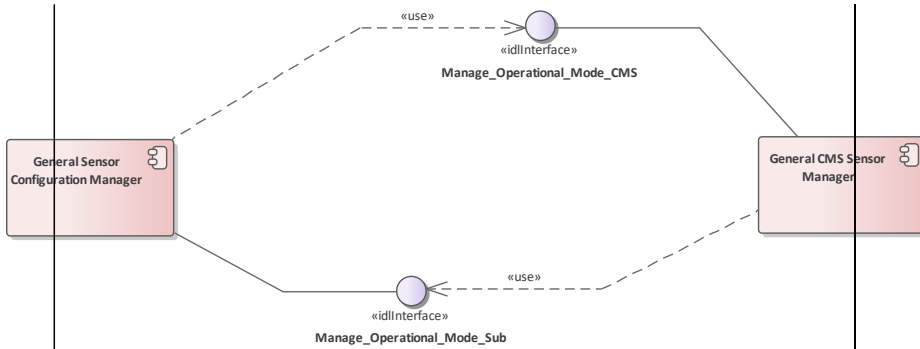 «use»
«idlInterface»
Manage_Operational_Mode_CMS
General Sensor
Configuration Manager
General CMS Sensor
Manager
«use»
«idlInterface»
Manage_Operational_Mode_Sub